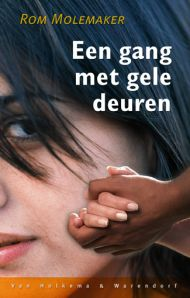 ROM MOLEMAKER
Een gang
met gele
deuren
Van Holkema & Warendorf